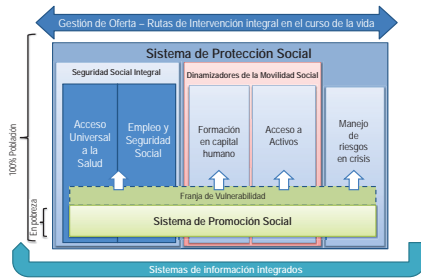 Gestión de Oferta – Rutas de Intervención integral en el curso de la vida
Sistema de Protección Social
Seguridad Social Integral
Dinamizadores de la Movilidad Social
Acceso
Universal
a la
Salud
Empleo y
Seguridad
Social
Formación
en capital
humano
Acceso a
Activos
Manejo
de
riesgos
en crisis
100% Población
En pobreza
Franja de Vulnerabilidad
Sistema de Promoción Social
Sistemas de información integrados